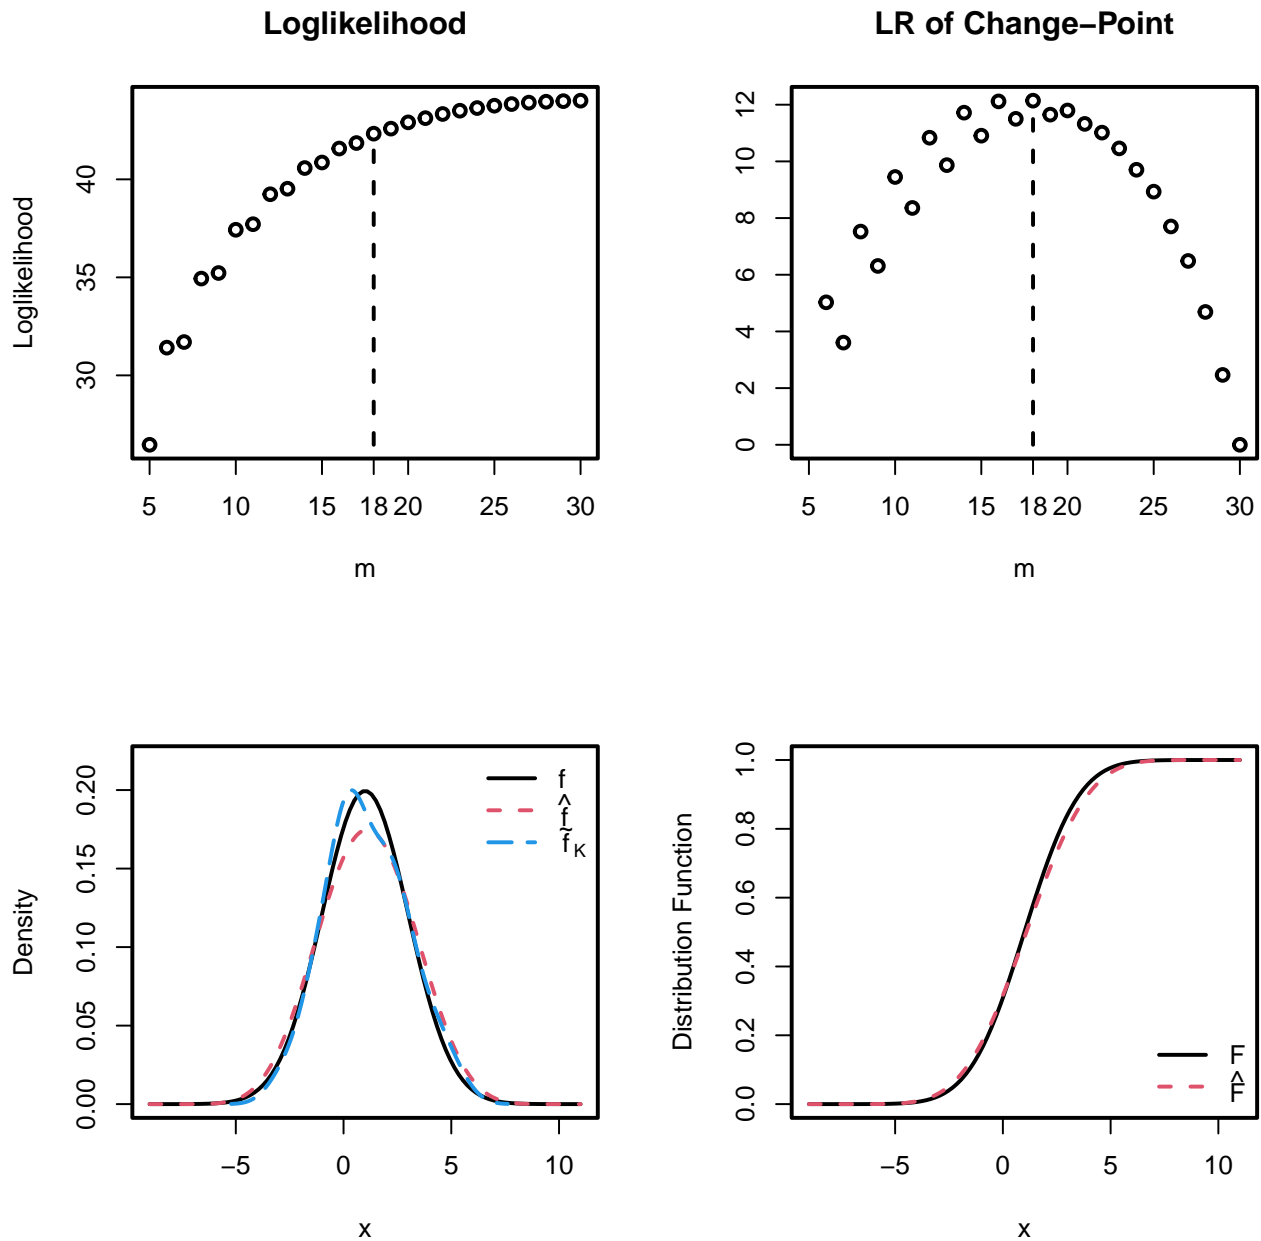 Loglikelihood
Loglikelihood
30 35 40
5 10 15 18 20 25 30
m
LR of Change−Point
0 2 4 6 8 10 12
5 10 15 18 20 25 30
m
Density
0.00 0.05 0.10 0.15 0.20
f
f̂
f̃K
−5 0 5 10
x
Distribution Function
0.0 0.2 0.4 0.6 0.8 1.0
F
F̂
−5 0 5 10
x